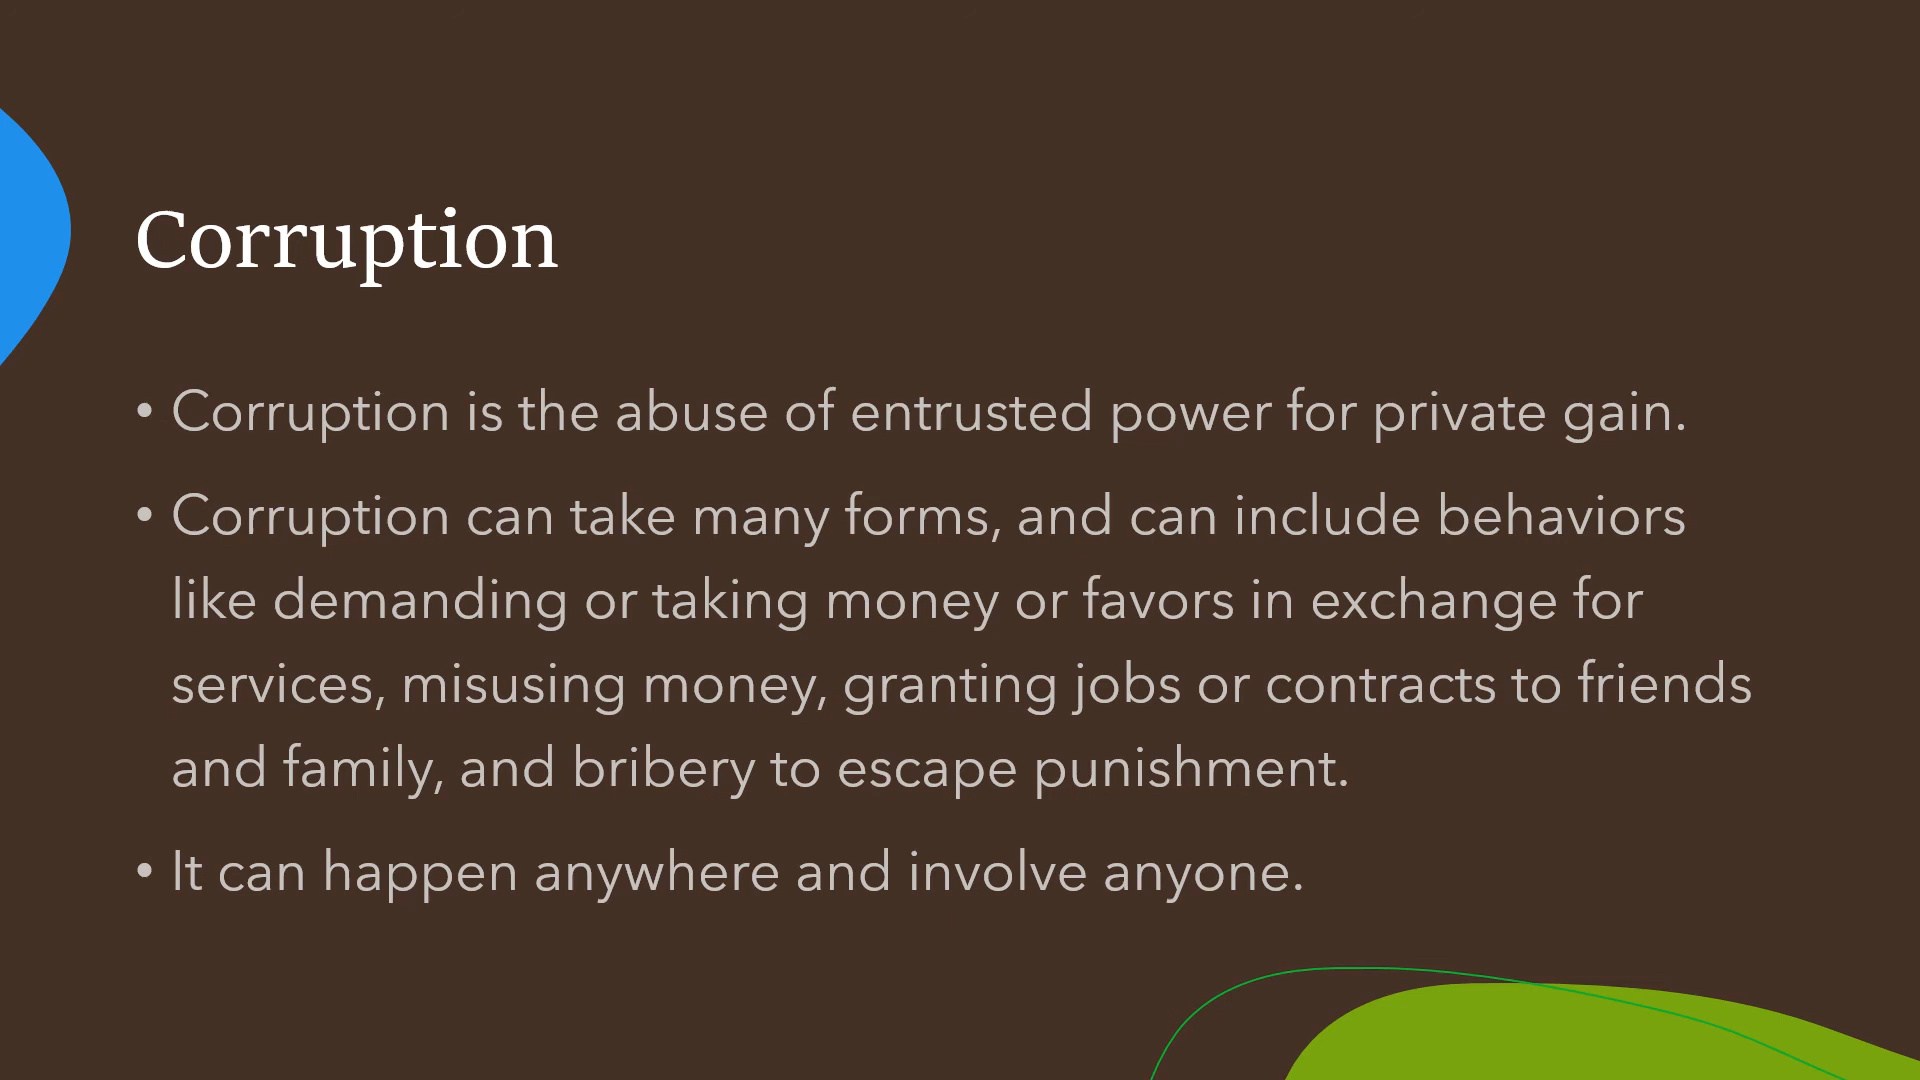 Corruption
• Corruption is the abuse of entrusted power for private gain.
• Corruption can take many forms, and can include behaviors
like demanding or taking money or favors in exchange for
services, misusing money, granting jobs or contracts to friends
and family, and bribery to escape punishment.
• It can happen anywhere and involve anyone.